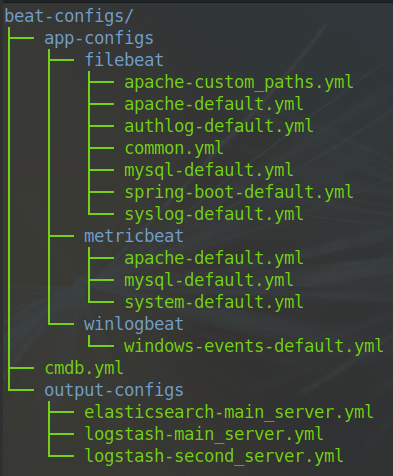 beat-configs/
app-configs
filebeat
apache-custom_paths.yml
apache-default.yml
authlog-default.yml
common.yml
mysql-default.yml
spring-boot-default.yml
syslog-default.yml
metricbeat
apache-default.yml
mysql-default.yml
system-default.yml
winlogbeat
windows-events-default.yml
cmdb.yml
output-configs
elasticsearch-main_server.yml
logstash-main_server.yml
logstash-second_server.yml